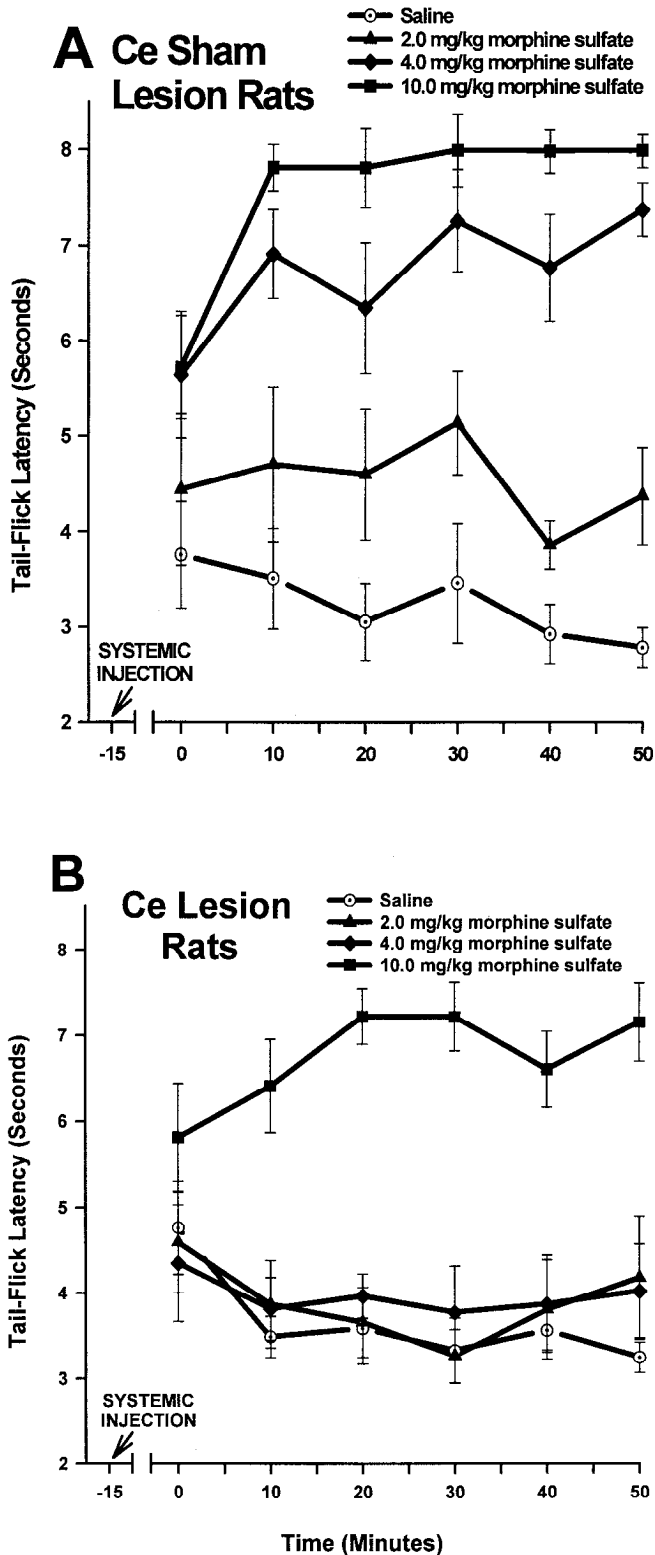 A
Ce Sham
Lesion Rats
Saline
2.0 mg/kg morphine sulfate
4.0 mg/kg morphine sulfate
10.0 mg/kg morphine sulfate
8
7
6
5
4
3
2
Tail-Flick Latency (Seconds)
SYSTEMIC
INJECTION
-15 0 10 20 30 40 50
B
Ce Lesion
Rats
Saline
2.0 mg/kg morphine sulfate
4.0 mg/kg morphine sulfate
10.0 mg/kg morphine sulfate
8
7
6
5
4
3
2
Tail-Flick Latency (Seconds)
SYSTEMIC
INJECTION
-15 0 10 20 30 40 50
Time (Minutes)